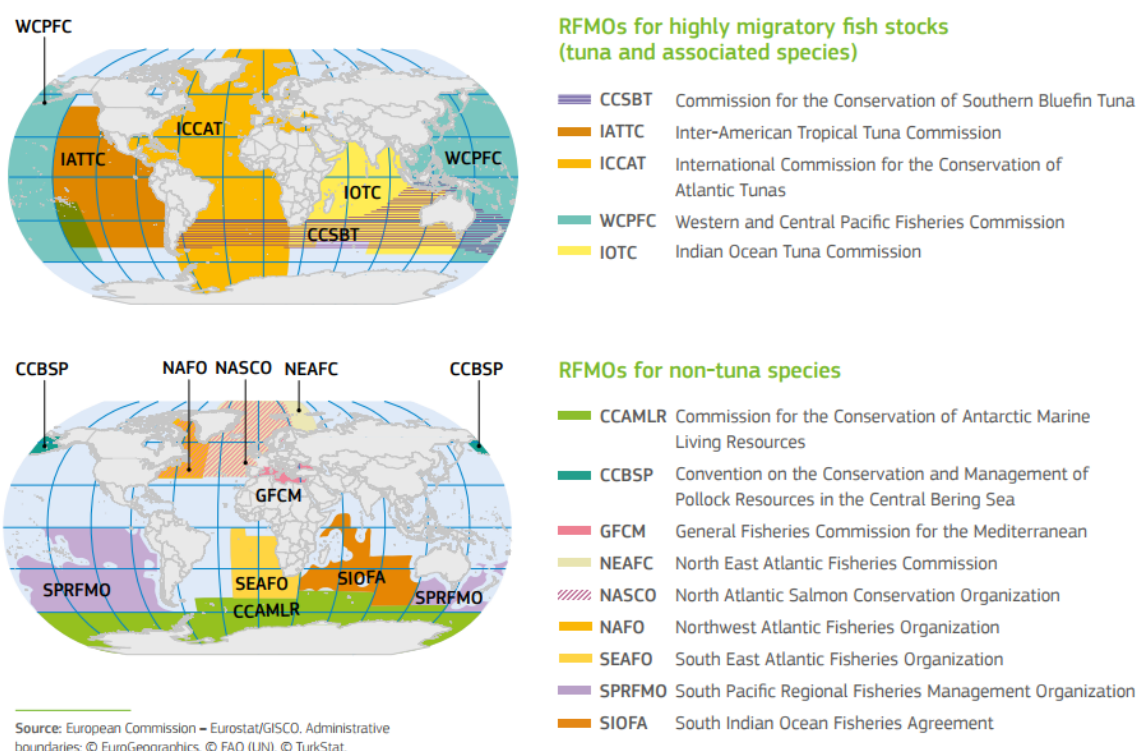 WCPFC
ICCAT
IATTC
WCPFC
IOTC
CCSBT
RFMOs for highly migratory fish stocks
(tuna and associated species)
CCSBT Commission for the Conservation of Southern Bluefin Tuna
IATTC Inter-American Tropical Tuna Commission
ICCAT International Commission for the Conservation of
Atlantic Tunas
WCPFC Western and Central Pacific Fisheries Commission
IOTC Indian Ocean Tuna Commission
CCBSP NAFO NASCO NEAFC CCBSP
GFCM
SPRFMO
SEAFO
SIOFA
SPRFMO
CCAMLR
RFMOs for non-tuna species
CCAMLR Commission for the Conservation of Antarctic Marine
Living Resources
CCBSP Convention on the Conservation and Management of
Pollock Resources in the Central Bering Sea
GFCM General Fisheries Commission for the Mediterranean
NEAFC North East Atlantic Fisheries Commission
NASCO North Atlantic Salmon Conservation Organization
NAFO Northwest Atlantic Fisheries Organization
SEAFO South East Atlantic Fisheries Organization
SPRFMO South Pacific Regional Fisheries Management Organization
SIOFA South Indian Ocean Fisheries Agreement
Source: European Commission – Eurostat/GISCO. Administrative
boundaries: © EuroGeographics, © FAO (UN), © TurkStat.